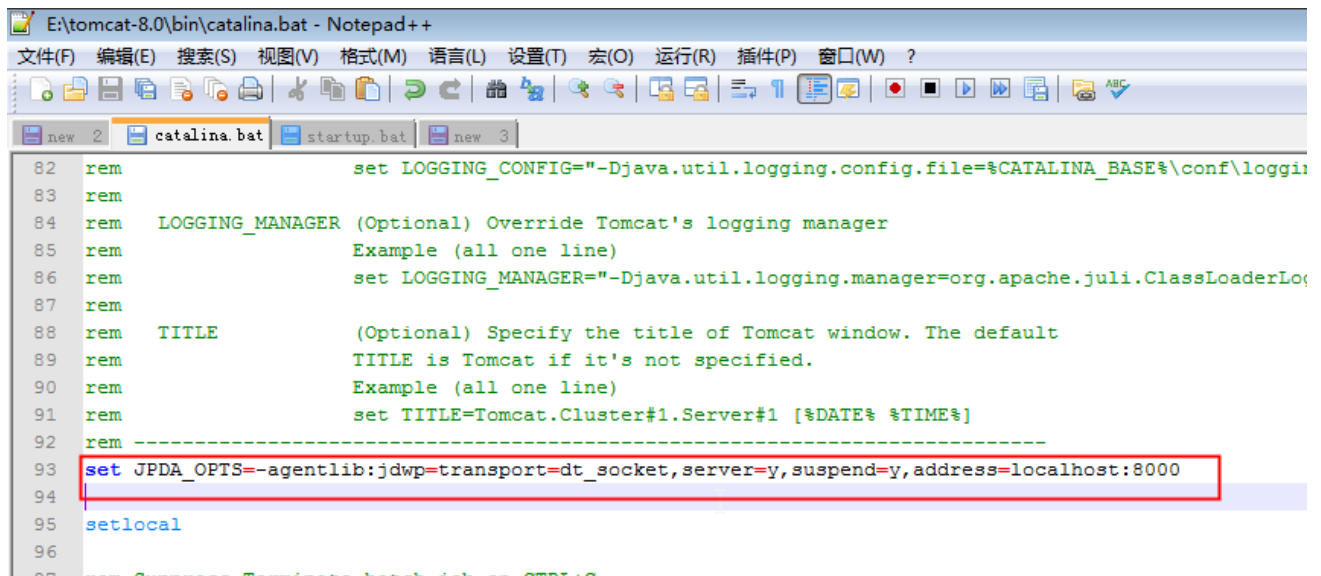 E:\tomcat-8.0\bin\catalina.bat - Notepad++
文件(F) 编辑(E) 搜索(S) 视图(V) 格式(M) 语言(L) 设置(T) 宏(O) 运行(R) 插件(P) 窗口(W) ?
new 2 catalina.bat startup.bat new 3
82 rem set LOGGING_CONFIG="-Djava.util.logging.config.file=%CATALINA_BASE%\conf\loggin
83 rem
84 rem LOGGING_MANAGER (Optional) Override Tomcat's logging manager
85 rem Example (all one line)
86 rem set LOGGING_MANAGER="-Djava.util.logging.manager=org.apache.juli.ClassLoaderLog
87 rem
88 rem TITLE (Optional) Specify the title of Tomcat window. The default
89 rem TITLE is Tomcat if it's not specified.
90 rem Example (all one line)
91 rem set TITLE=Tomcat.Cluster#1.Server#1 [%DATE% %TIME%]
92 rem ---------------------------------------------------------------------------
93 set JPDA_OPTS=-agentlib:jdwp=transport=dt_socket,server=y,suspend=y,address=localhost:8000
94
95 setlocal
96